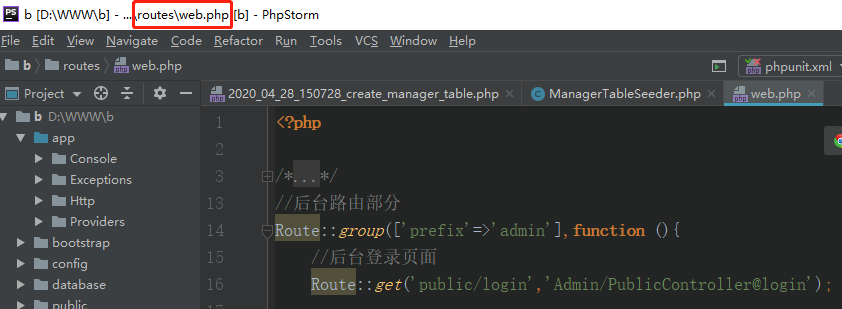 PS b [D:\WWW\b] - ...\routes\web.php [b] - PhpStorm
File Edit View Navigate Code Refactor Run Tools VCS Window Help
b routes web.php phpunit.xml
Project 2020_04_28_150728_create_manager_table.php ManagerTableSeeder.php web.php
b D:\WWW\b
app
Console
Exceptions
Http
Providers
bootstrap
config
database
public
1 <?php
2
3 /*...*/
13 //后台路由部分
14 Route::group(['prefix'=>'admin'],function (){
15 //后台登录页面
16 Route::get('public/login','Admin/PublicController@login');